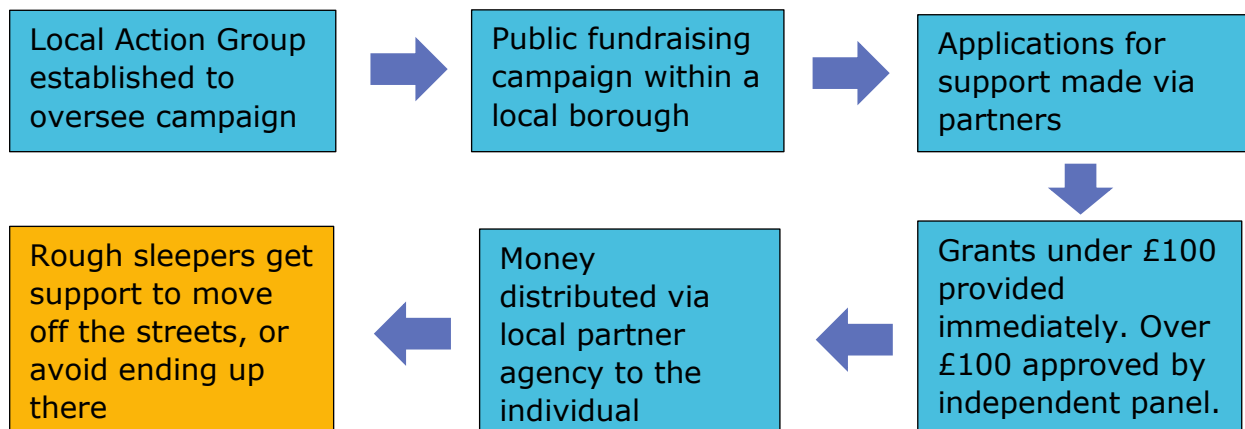 Local Action Group
established to
oversee campaign
Public fundraising
campaign within a
local borough
Applications for
support made via
partners
Grants under £100
provided
immediately. Over
£100 approved by
independent panel.
Money
distributed via
local partner
agency to the
individual
Rough sleepers get
support to move
off the streets, or
avoid ending up
there